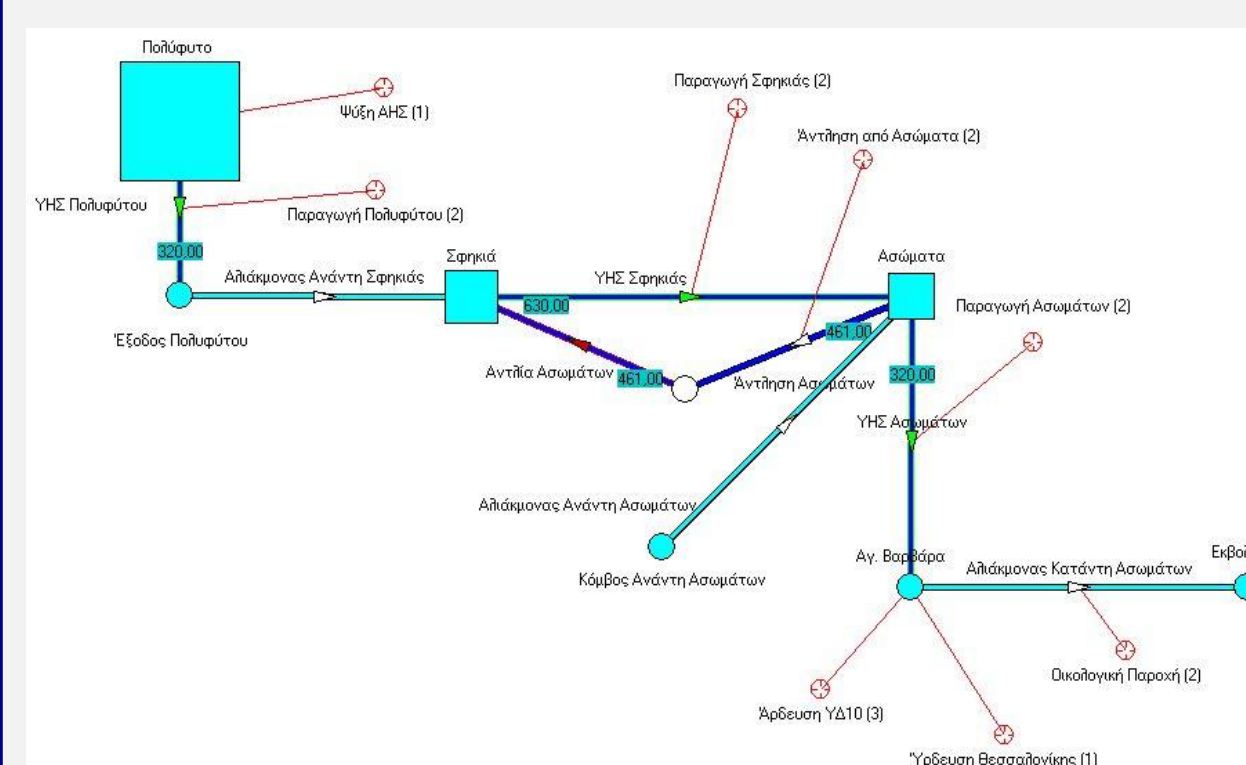 Πολύφυτο
Ψύξη ΑΗΣ (1)
Παραγωγή Σφηκιάς (2)
Άντληση από Ασώματα (2)
ΥΗΣ Πολυφύτου
Παραγωγή Πολυφύτου (2)
320,00
Αλιάκμονας Ανάντη Σφηκιάς
Σφηκιά
ΥΗΣ Σφηκιάς
Ασώματα
630,00
Παραγωγή Ασωμάτων (2)
Έξοδος Πολυφύτου
461,00
Αντλία Ασωμάτων
461,00
Άντληση Ασωμάτων
320,00
ΥΗΣ Ασωμάτων
Αλιάκμονας Ανάντη Ασωμάτων
Κόμβος Ανάντη Ασωμάτων
Αγ. Βαρβάρα
Αλιάκμονας Κατάντη Ασωμάτων
Οικολογική Παροχή (2)
Άρδευση ΥΔ10 (3)
Ύδρευση Θεσσαλονίκης (1)